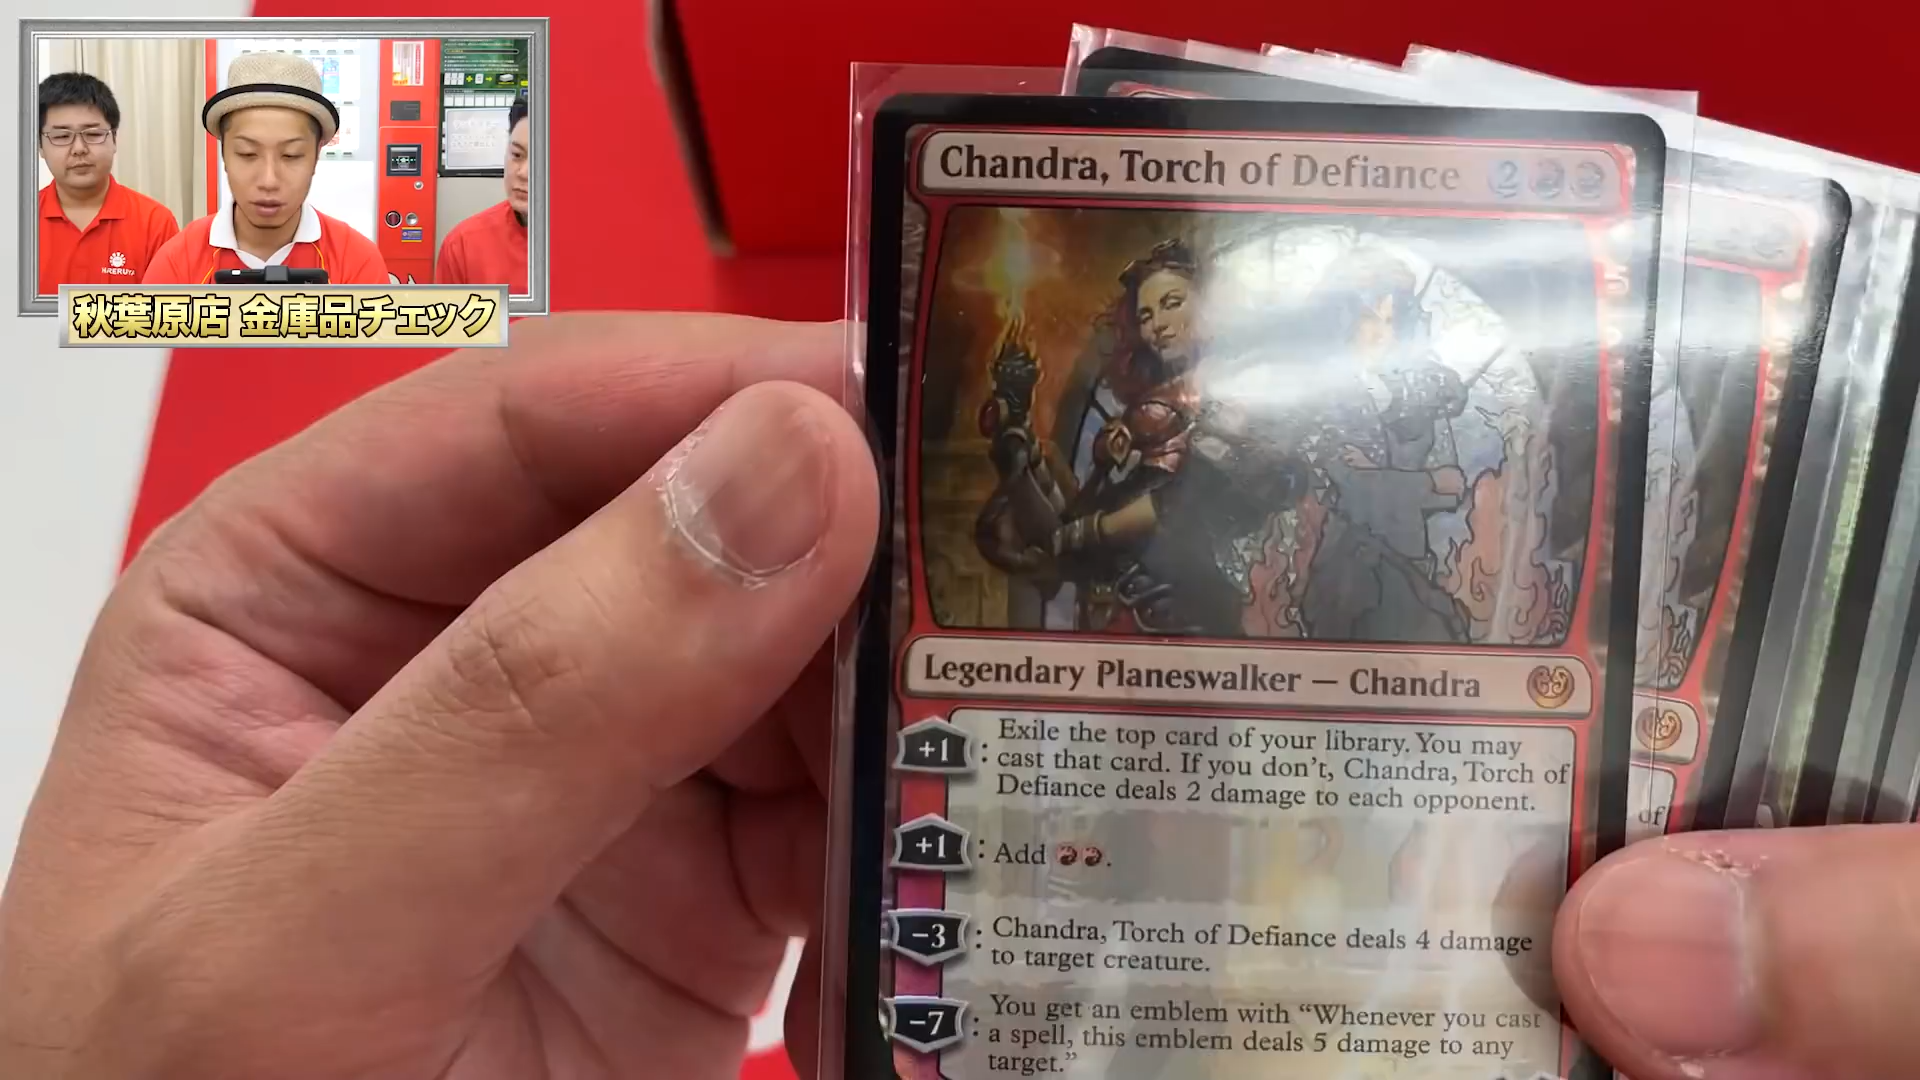 HARERUYA
秋葉原店 金庫品チェック
Chandra, Torch of Defiance 2
Legendary Planeswalker — Chandra
+1 : Exile the top card of your library. You may
cast that card. If you don't, Chandra, Torch of
Defiance deals 2 damage to each opponent.
+1 : Add
−3 : Chandra, Torch of Defiance deals 4 damage
to target creature.
−7 : You get an emblem with “Whenever you cast
a spell, this emblem deals 5 damage to any
target.”
of